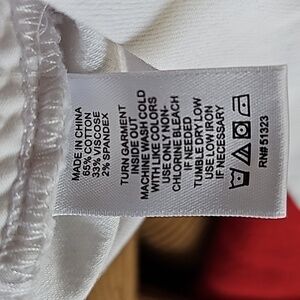 MADE IN CHINA
65% COTTON
33% VISCOSE
2% SPANDEX
TURN GARMENT
INSIDE OUT
MACHINE WASH COLD
WITH LIKE COLORS
USE ONLY NON-
CHLORINE BLEACH
IF NEEDED
TUMBLE DRY LOW
USE LOW IRON
IF NECESSARY
RN# 51323